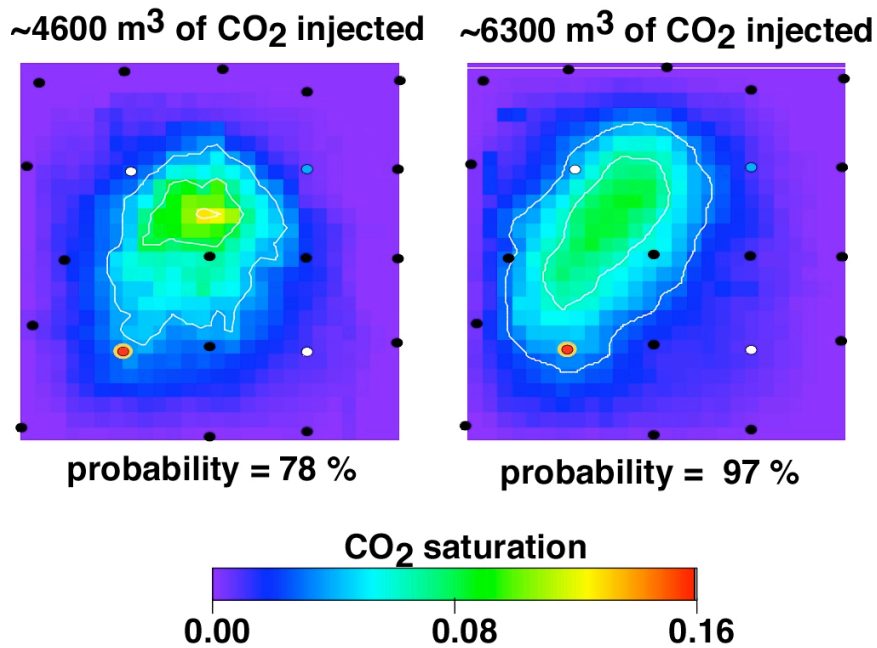 ~4600 m3 of CO2 injected
~6300 m3 of CO2 injected
probability = 78 %
probability = 97 %
CO2 saturation
0.00 0.08 0.16